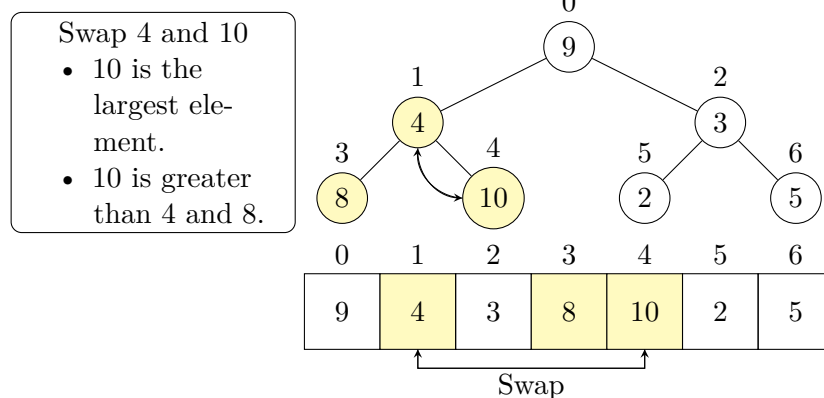 Swap 4 and 10
• 10 is the
largest ele-
ment.
• 10 is greater
than 4 and 8.
0
9
1 2
4 3
3 4 5 6
8 10 2 5
0 1 2 3 4 5 6
9 4 3 8 10 2 5
Swap